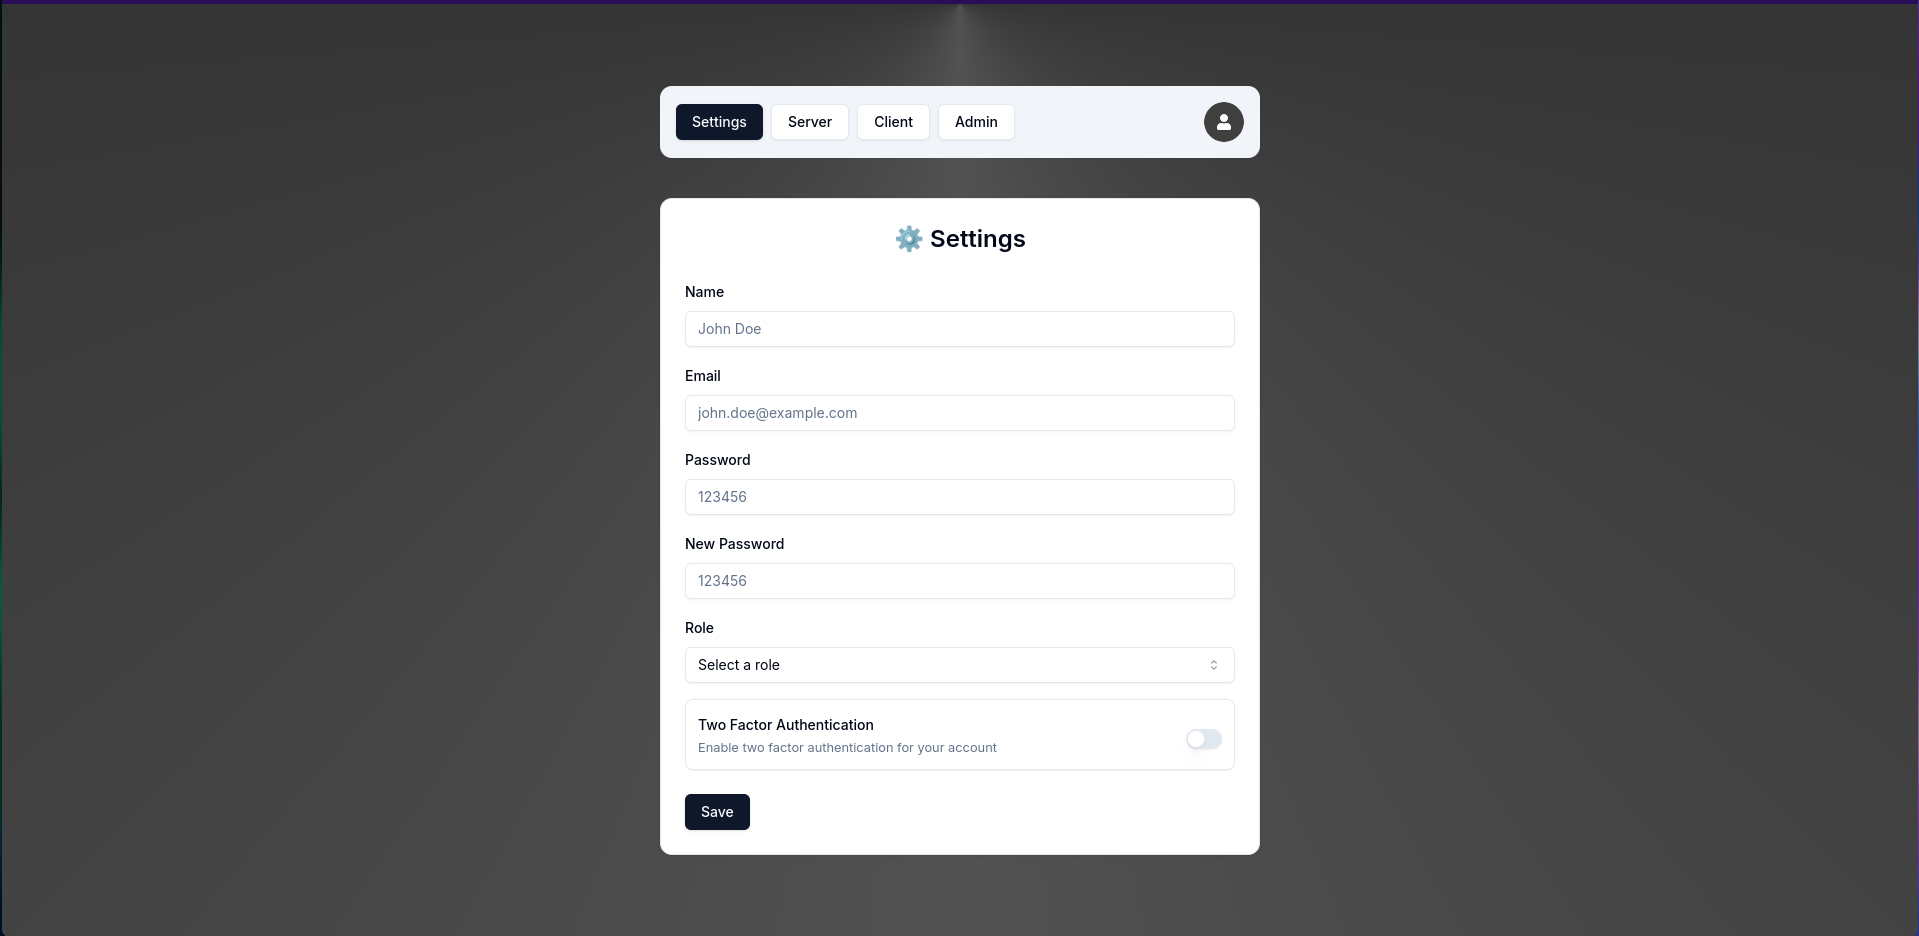 Settings Server Client Admin
⚙️ Settings
Name
John Doe
Email
john.doe@example.com
Password
123456
New Password
123456
Role
Select a role
Two Factor Authentication
Enable two factor authentication for your account
Save